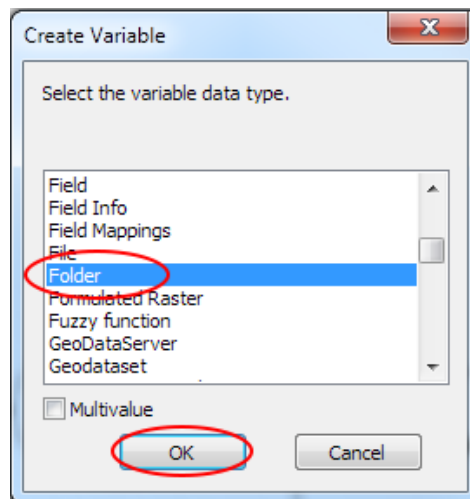 Create Variable
Select the variable data type.
Field
Field Info
Field Mappings
File
Folder
Formulated Raster
Fuzzy function
GeoDataServer
Geodataset
Multivalue
OK
Cancel